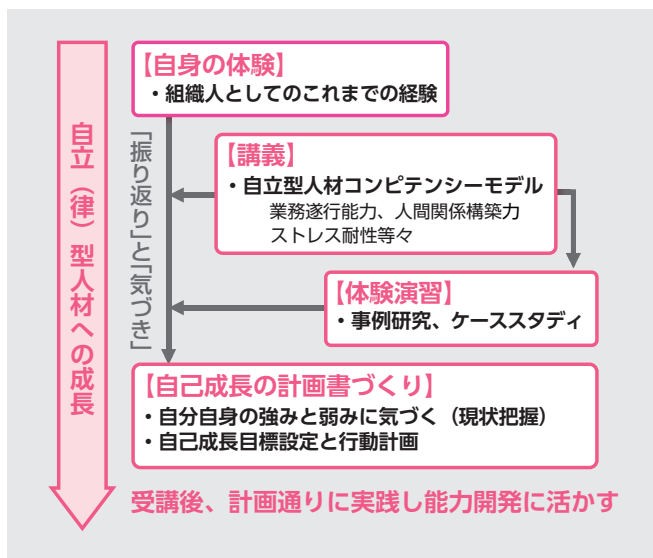 自立（律）型人材への成長
【自身の体験】
・組織人としてのこれまでの経験
「振り返り」と「気づき」
【講義】
・自立型人材コンピテンシーモデル
業務遂行能力、人間関係構築力
ストレス耐性等々
【体験演習】
・事例研究、ケーススタディ
【自己成長の計画書づくり】
・自分自身の強みと弱みに気づく（現状把握）
・自己成長目標設定と行動計画
受講後、計画通りに実践し能力開発に活かす